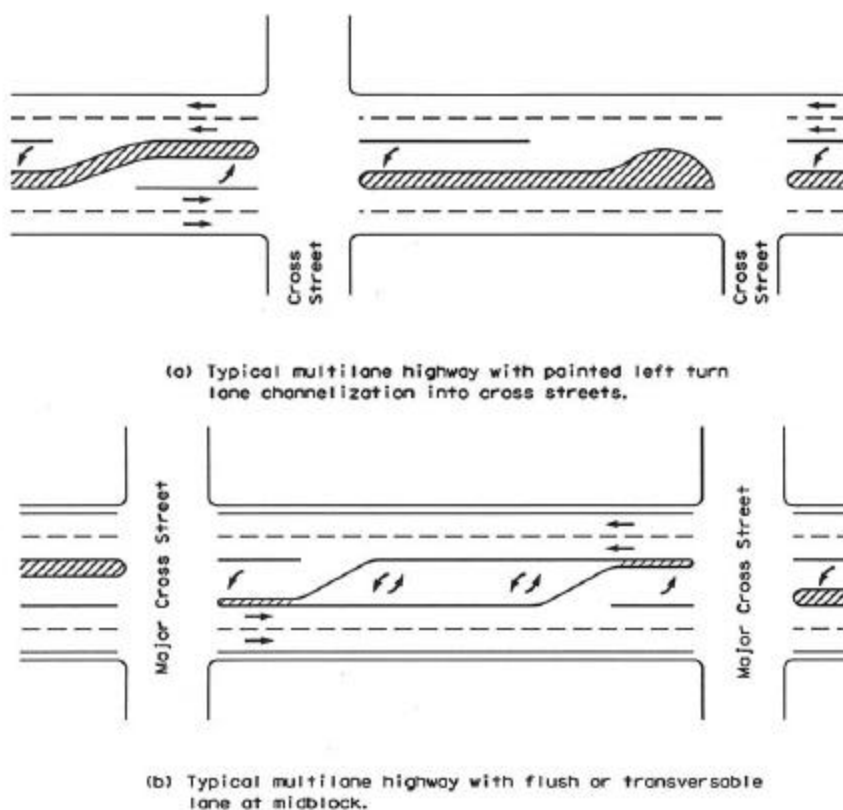 Cross
Street
Cross
Street
(a) Typical multilane highway with painted left turn
lane channelization into cross streets.
Major Cross Street
Major Cross Street
(b) Typical multilane highway with flush or transversable
lane at midblock.